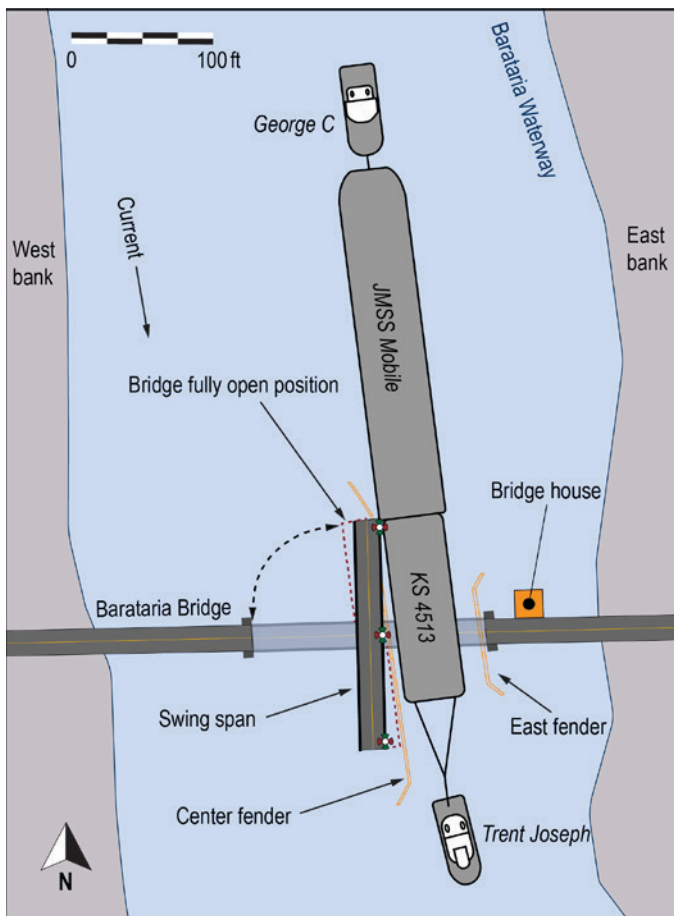 0
100 ft
George C
Barataria Waterway
Current
West
bank
East
bank
JMSS Mobile
Bridge fully open position
Bridge house
KS 4513
Barataria Bridge
Swing span
East fender
Center fender
Trent Joseph
N